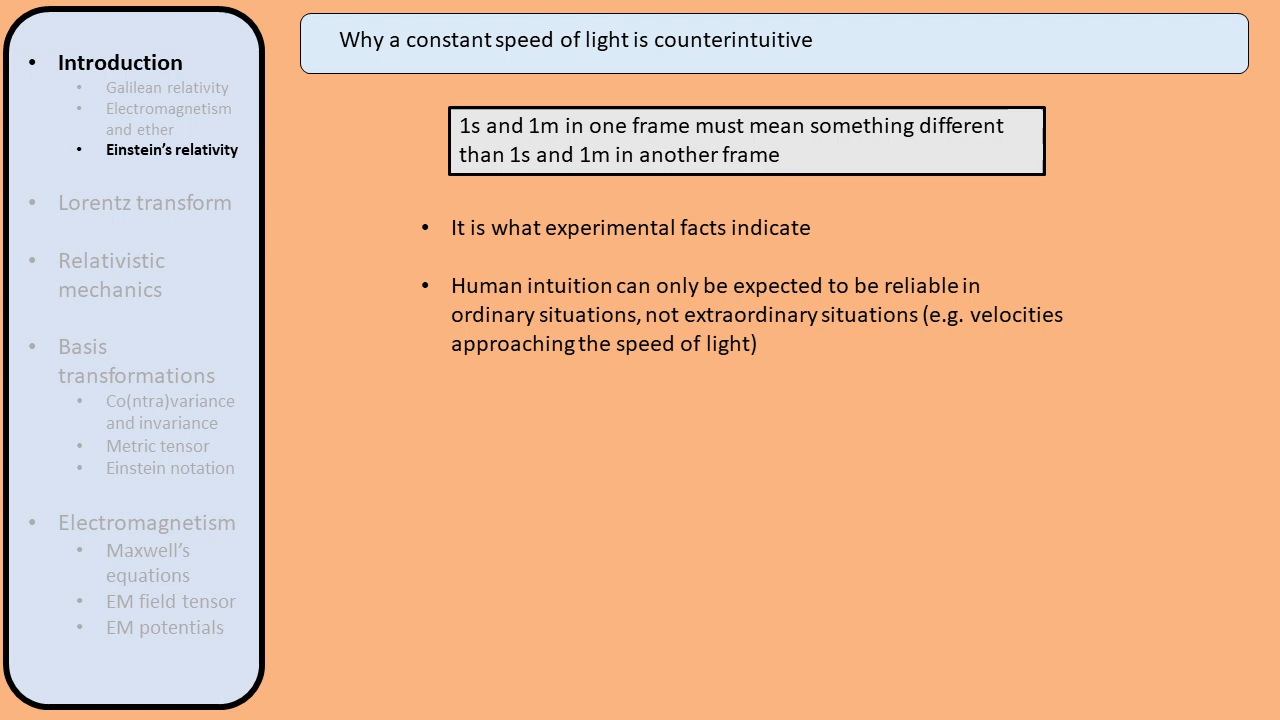 Introduction
Galilean relativity
Electromagnetism
and ether
Einstein's relativity
Lorentz transform
Relativistic
mechanics
Basis
transformations
Co(ntra)variance
and invariance
Metric tensor
Einstein notation
Electromagnetism
Maxwell's
equations
EM field tensor
EM potentials
Why a constant speed of light is counterintuitive
1s and 1m in one frame must mean something different
than 1s and 1m in another frame
• It is what experimental facts indicate
• Human intuition can only be expected to be reliable in
ordinary situations, not extraordinary situations (e.g. velocities
approaching the speed of light)